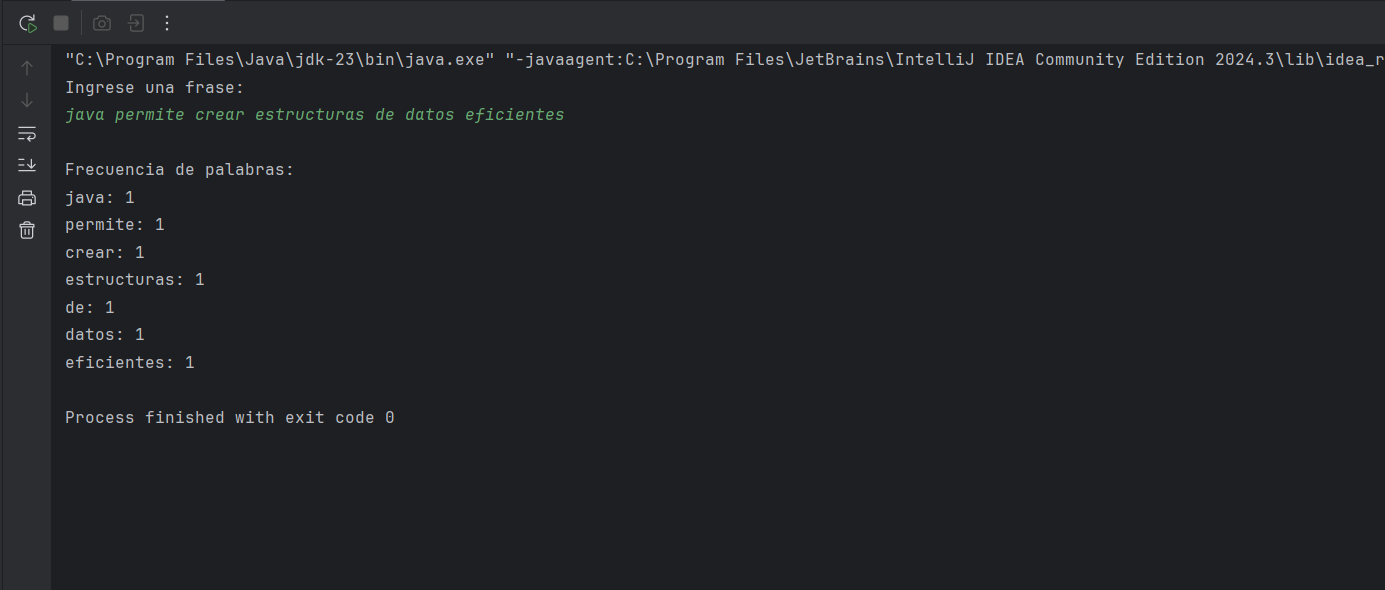 "C:\Program Files\Java\jdk-23\bin\java.exe" "-javaagent:C:\Program Files\JetBrains\IntelliJ IDEA Community Edition 2024.3\lib\idea_r
Ingrese una frase:
java permite crear estructuras de datos eficientes
Frecuencia de palabras:
java: 1
permite: 1
crear: 1
estructuras: 1
de: 1
datos: 1
eficientes: 1
Process finished with exit code 0